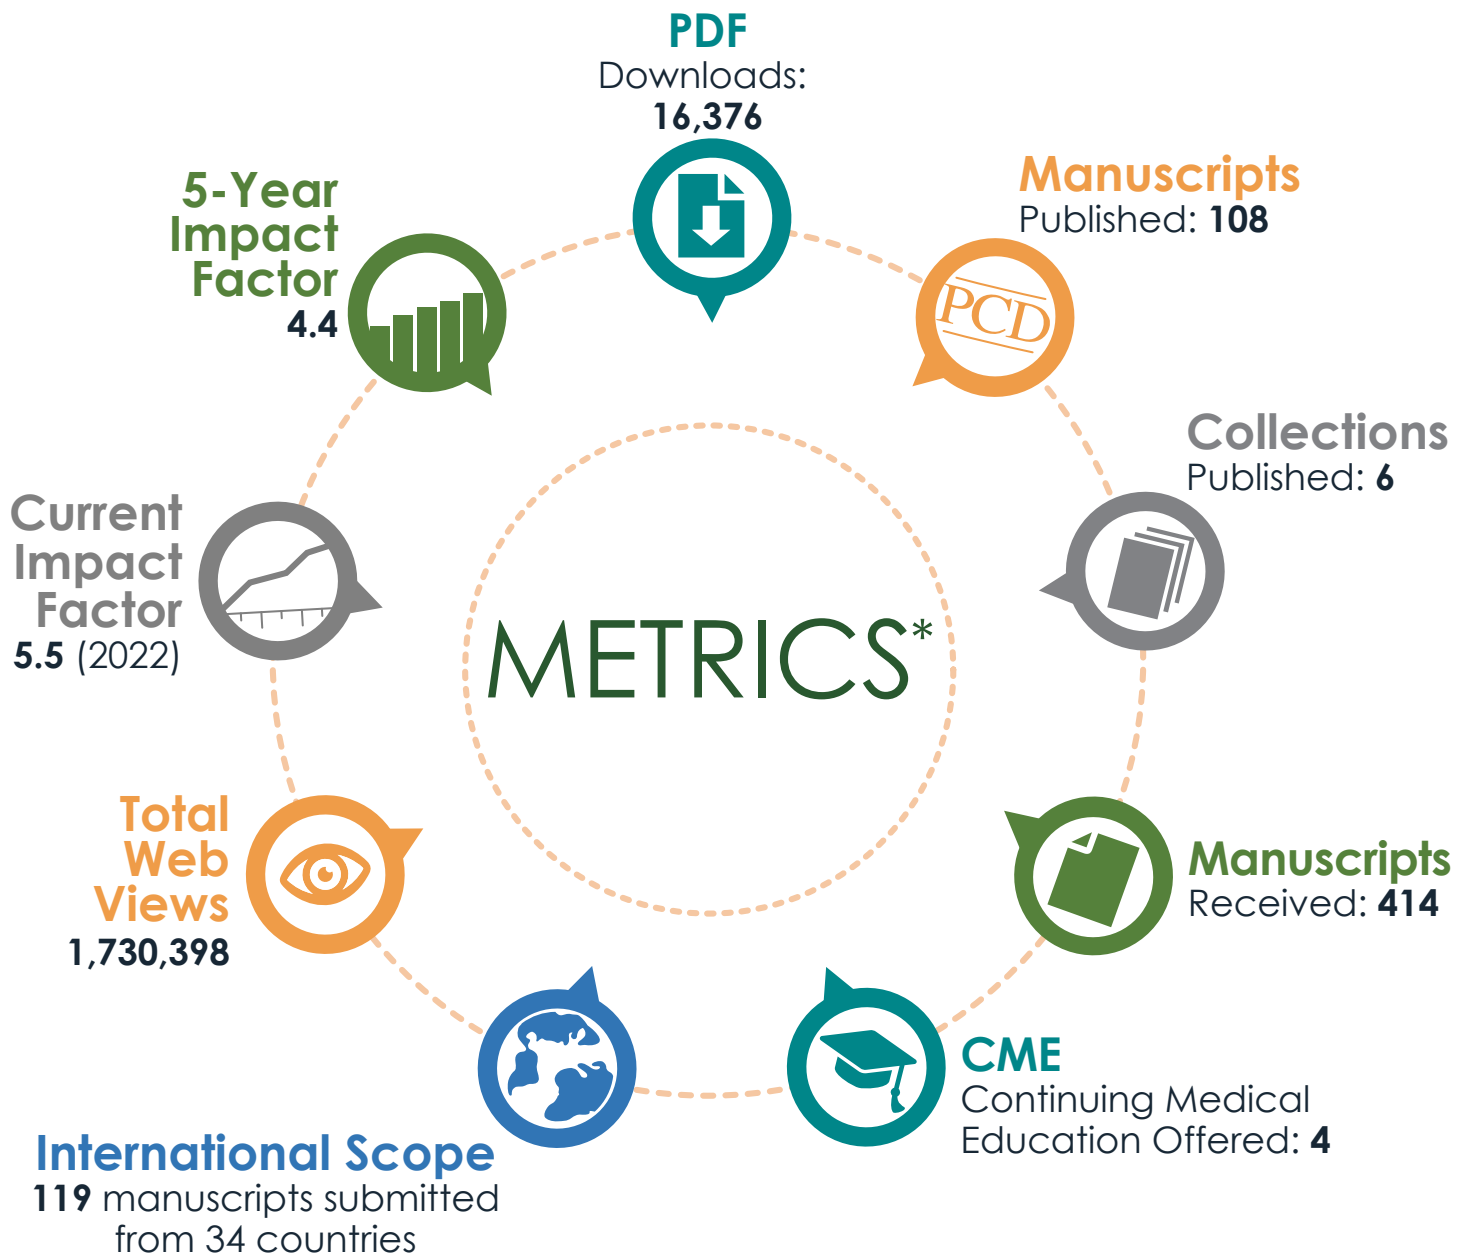 PDF
Downloads:
16,376
Manuscripts
Published: 108
PCD
Collections
Published: 6
Manuscripts
Received: 414
CME
Continuing Medical
Education Offered: 4
International Scope
119 manuscripts submitted
from 34 countries
Total
Web
Views
1,730,398
Current
Impact
Factor
5.5 (2022)
5-Year
Impact
Factor
4.4
METRICS*